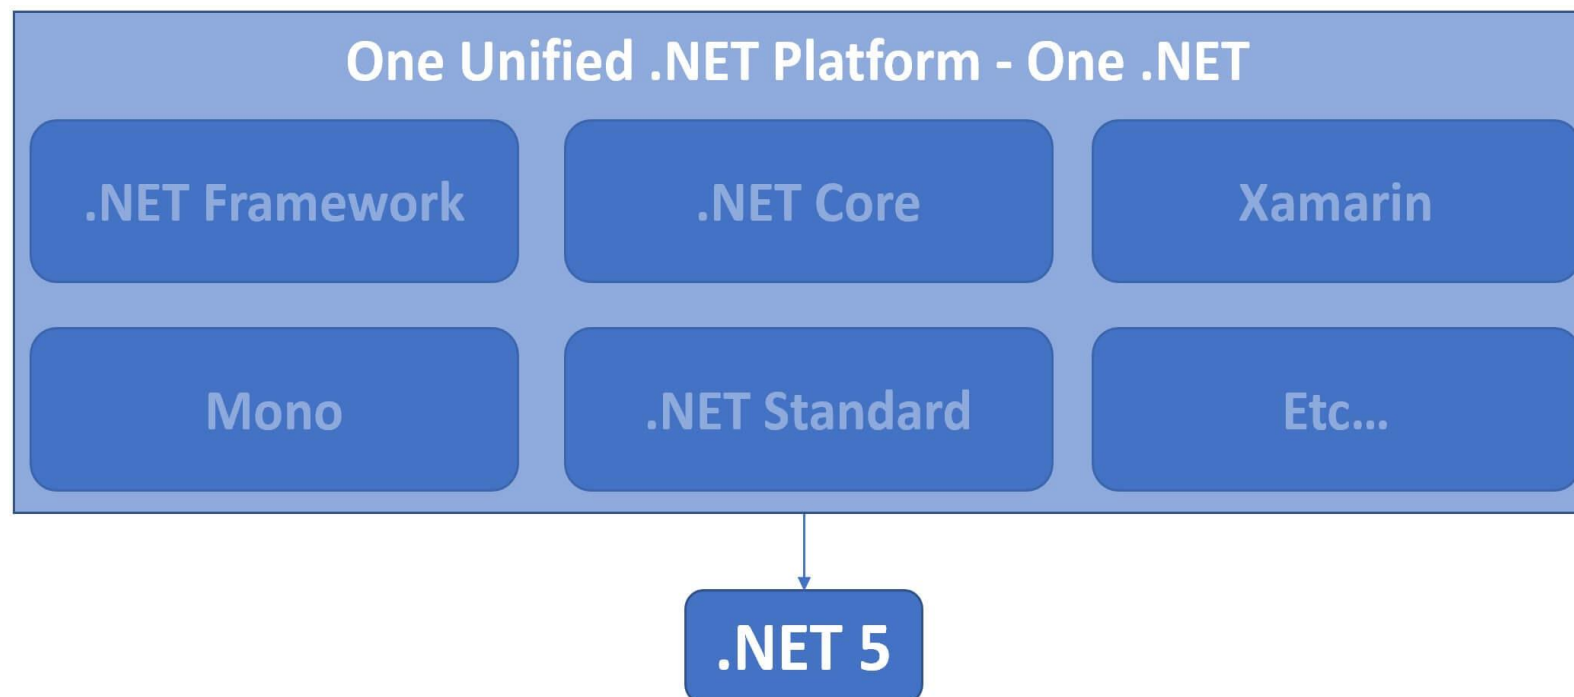 One Unified .NET Platform - One .NET
.NET Framework
.NET Core
Xamarin
Mono
.NET Standard
Etc...
.NET 5